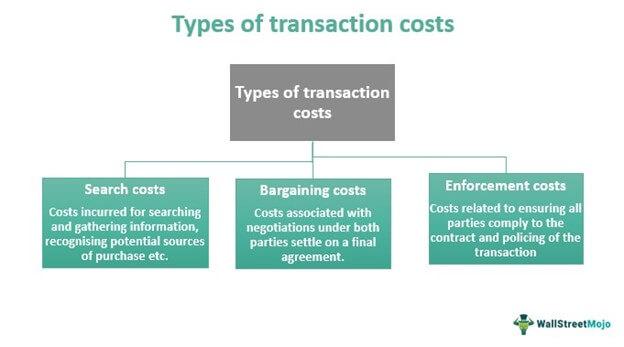 Types of transaction costs
Types of transaction
costs
Search costs
Costs incurred for searching
and gathering information,
recognising potential sources
of purchase etc.
Bargaining costs
Costs associated with
negotiations under both
parties settle on a final
agreement.
Enforcement costs
Costs related to ensuring all
parties comply to the
contract and policing of the
transaction
WallStreetMojo